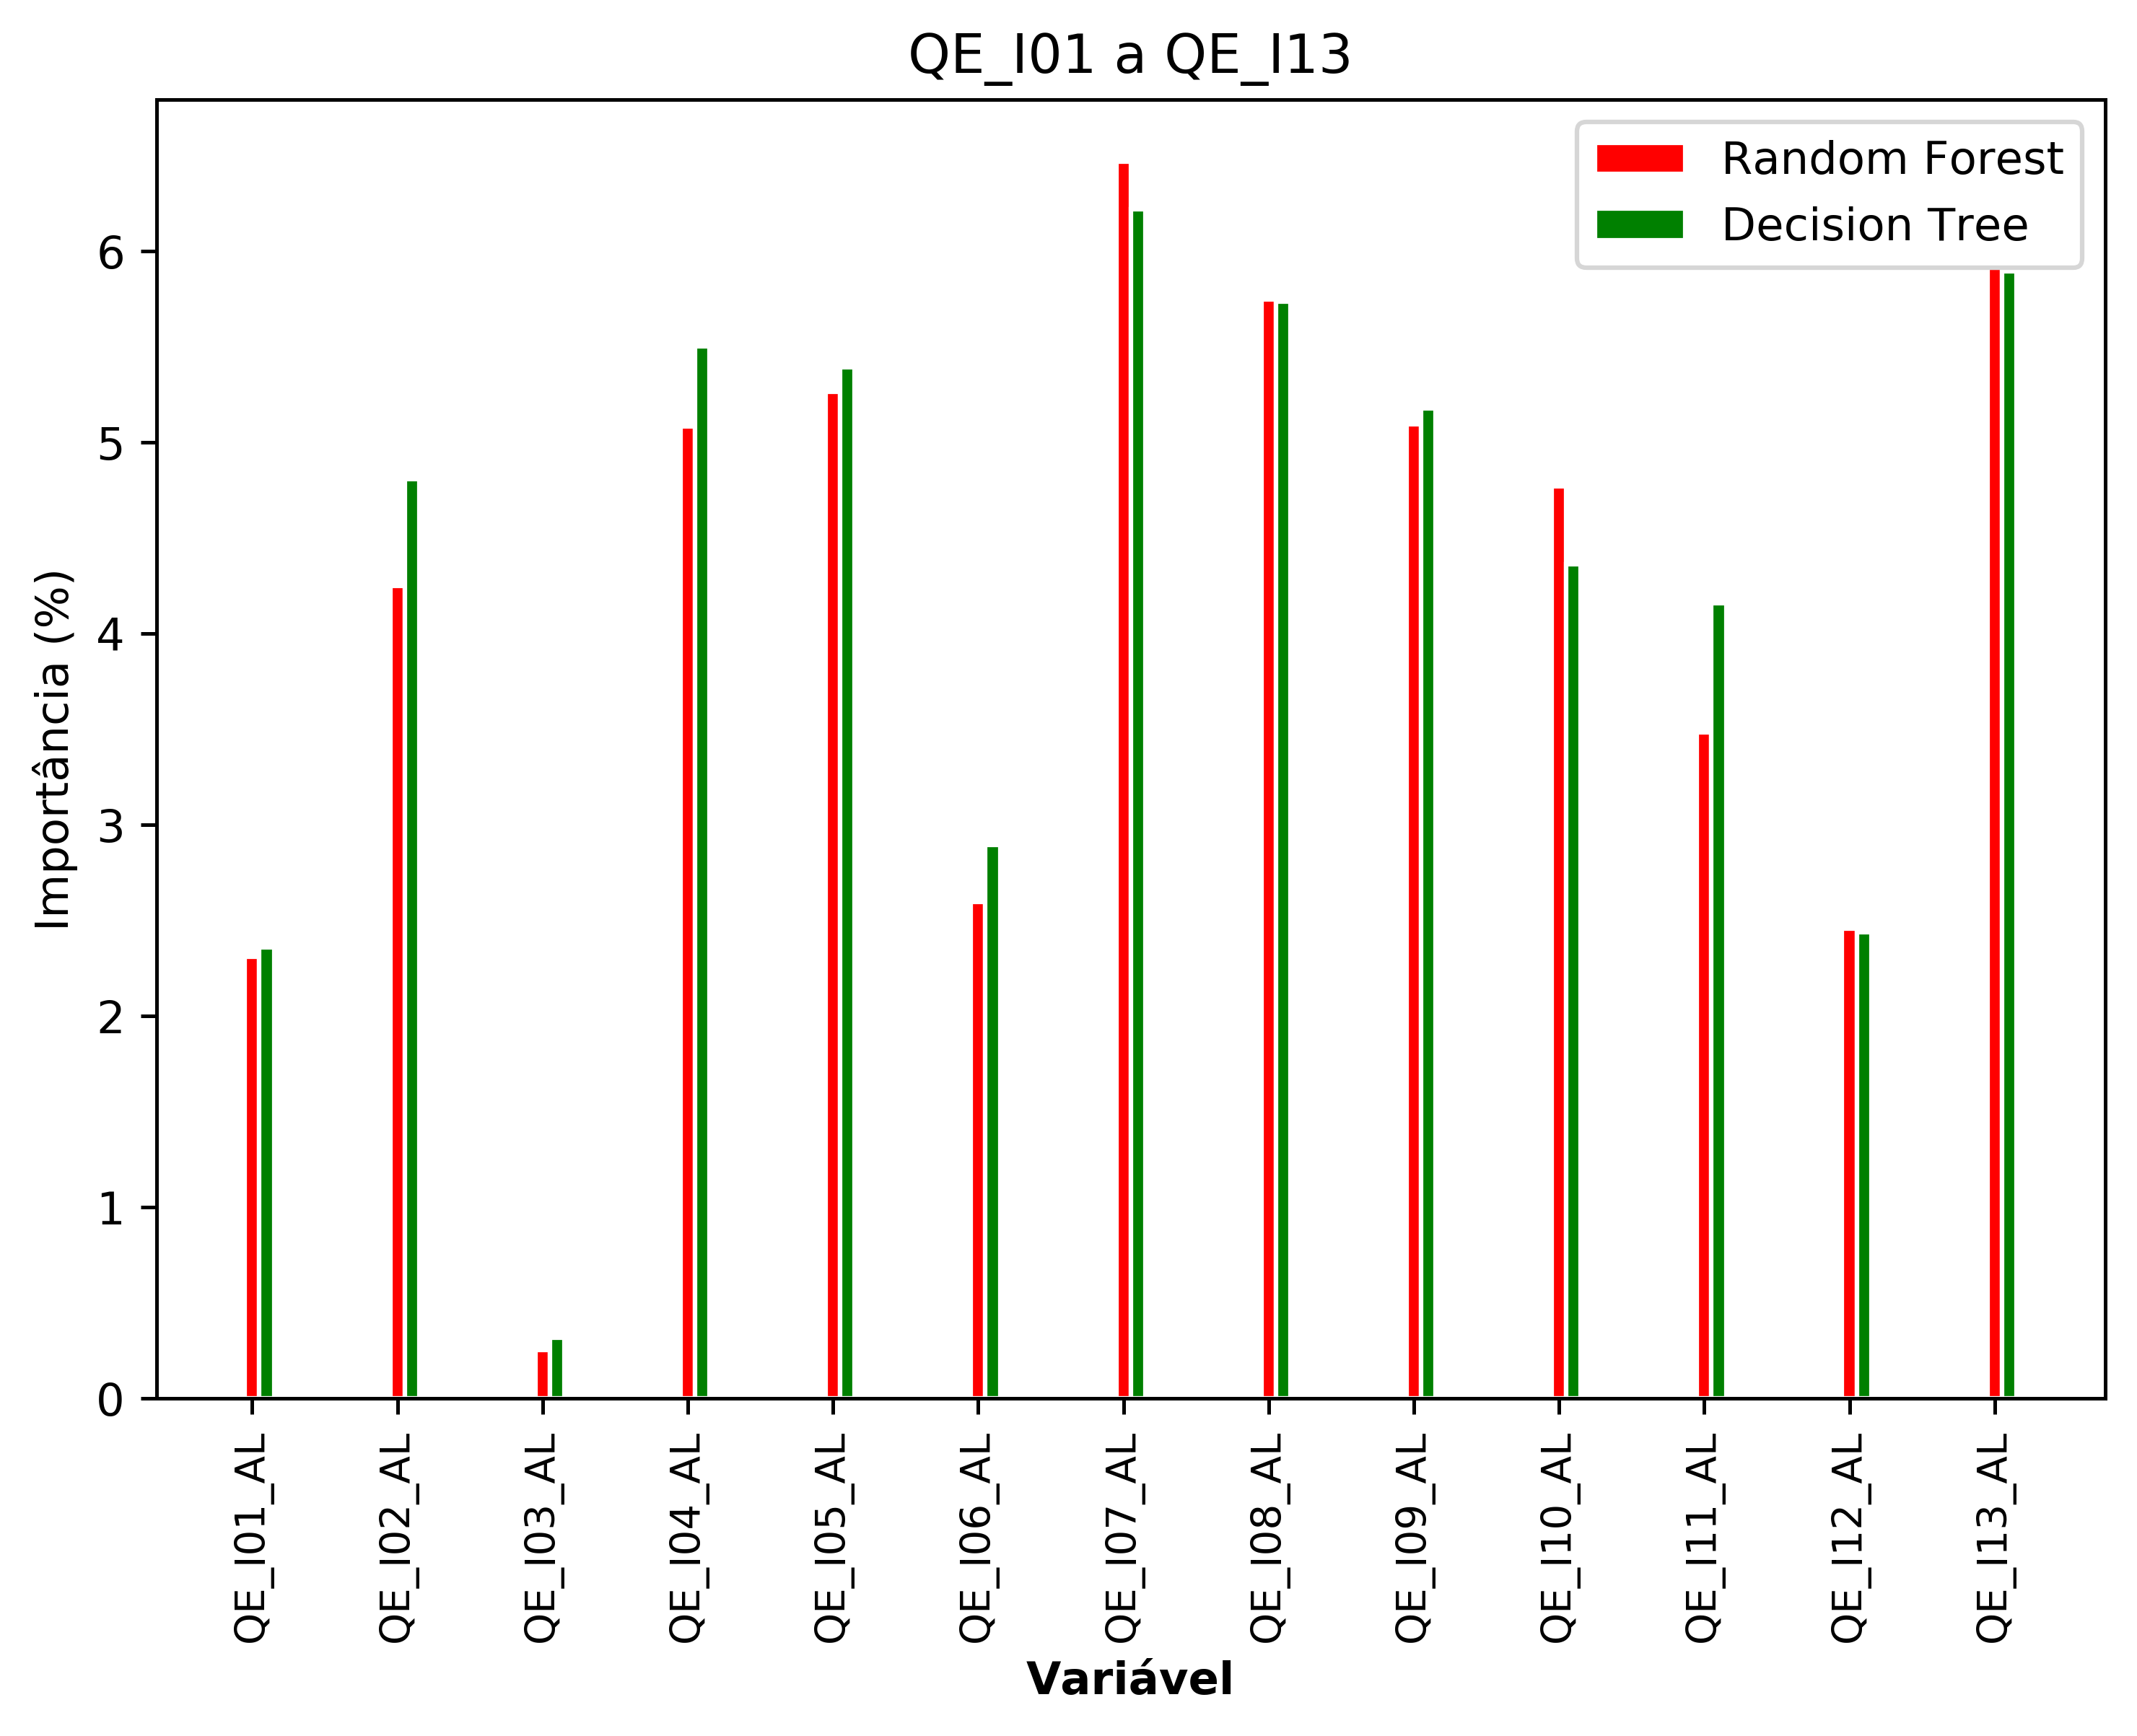 QE_I01 a QE_I13
Random Forest
Decision Tree
Importância (%)
6
5
4
3
2
1
0
QE_I01_AL
QE_I02_AL
QE_I03_AL
QE_I04_AL
QE_I05_AL
QE_I06_AL
QE_I07_AL
QE_I08_AL
QE_I09_AL
QE_I10_AL
QE_I11_AL
QE_I12_AL
QE_I13_AL
Variável